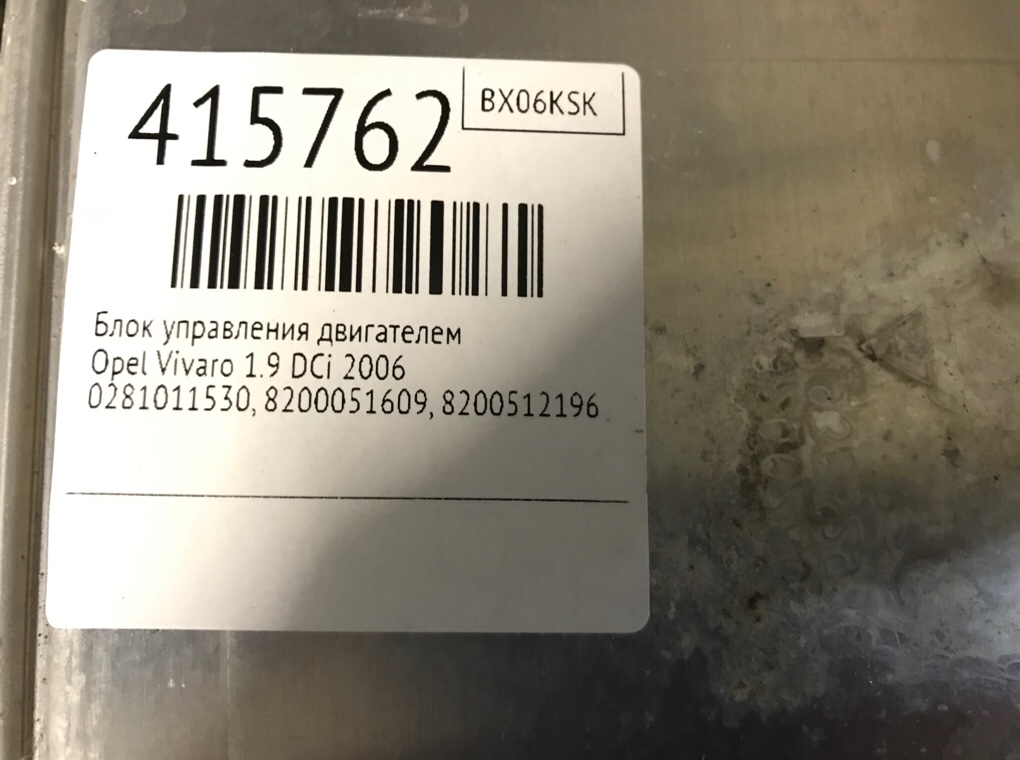 415762
BX06KSK
Блок управления двигателем
Opel Vivaro 1.9 DCi 2006
0281011530, 8200051609, 8200512196